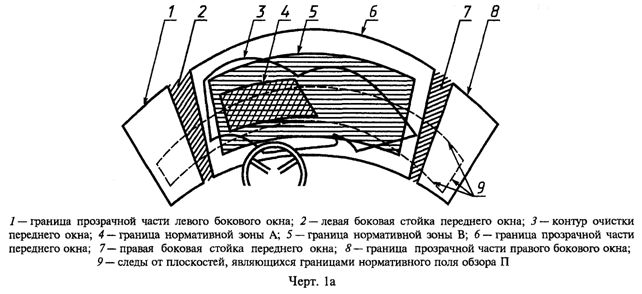 1 2 3 4 5 6 7 8
9
1 — граница прозрачной части левого бокового окна; 2 — левая боковая стойка переднего окна; 3 — контур очистки
переднего окна; 4 — граница нормативной зоны А; 5 — граница нормативной зоны В; 6 — граница прозрачной части
переднего окна; 7 — правая боковая стойка переднего окна; 8 — граница прозрачной части правого бокового окна;
9 — следы от плоскостей, являющихся границами нормативного поля обзора П
Черт. 1а